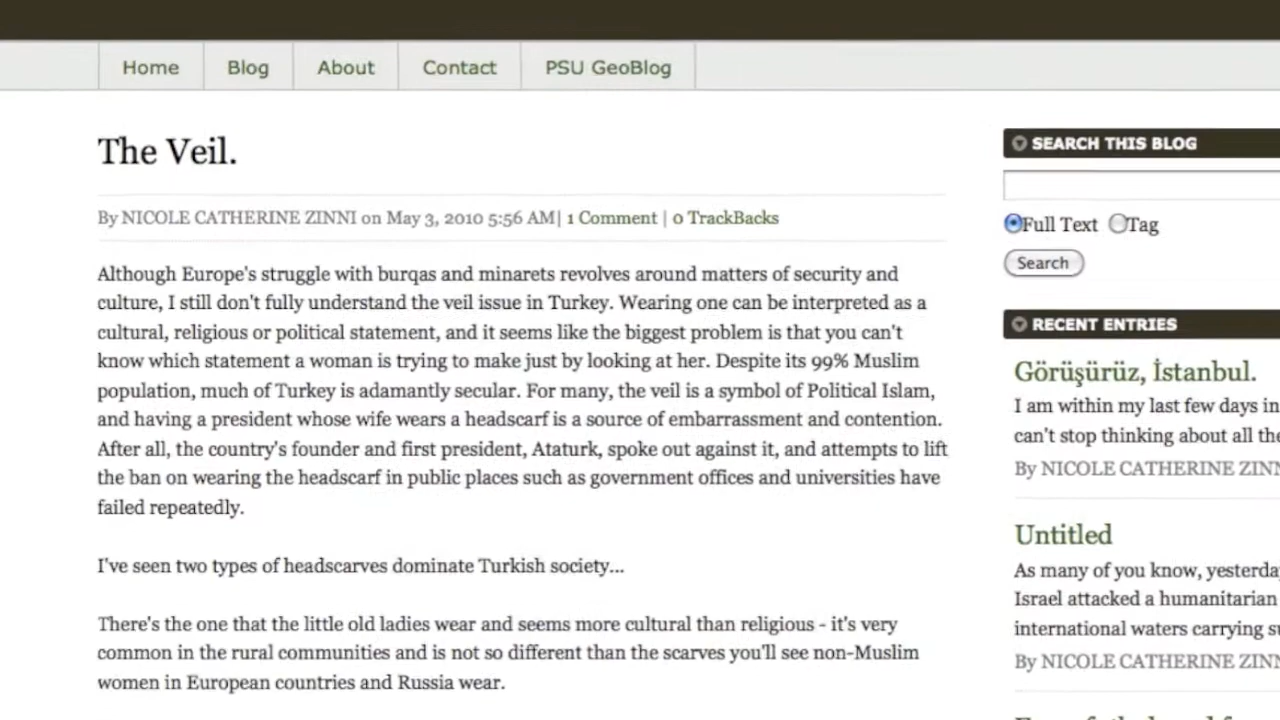 Home Blog About Contact PSU GeoBlog
The Veil.
By NICOLE CATHERINE ZINNI on May 3, 2010 5:56 AM| 1 Comment | 0 TrackBacks
Although Europe's struggle with burqas and minarets revolves around matters of security and
culture, I still don't fully understand the veil issue in Turkey. Wearing one can be interpreted as a
cultural, religious or political statement, and it seems like the biggest problem is that you can't
know which statement a woman is trying to make just by looking at her. Despite its 99% Muslim
population, much of Turkey is adamantly secular. For many, the veil is a symbol of Political Islam,
and having a president whose wife wears a headscarf is a source of embarrassment and contention.
After all, the country's founder and first president, Ataturk, spoke out against it, and attempts to lift
the ban on wearing the headscarf in public places such as government offices and universities have
failed repeatedly.
I've seen two types of headscarves dominate Turkish society...
There's the one that the little old ladies wear and seems more cultural than religious - it's very
common in the rural communities and is not so different than the scarves you'll see non-Muslim
women in European countries and Russia wear.
SEARCH THIS BLOG
Full Text Tag
Search
RECENT ENTRIES
Görüşürüz, İstanbul.
I am within my last few days in
can't stop thinking about all the
By NICOLE CATHERINE ZINN
Untitled
As many of you know, yesterda
Israel attacked a humanitarian
international waters carrying su
By NICOLE CATHERINE ZINN